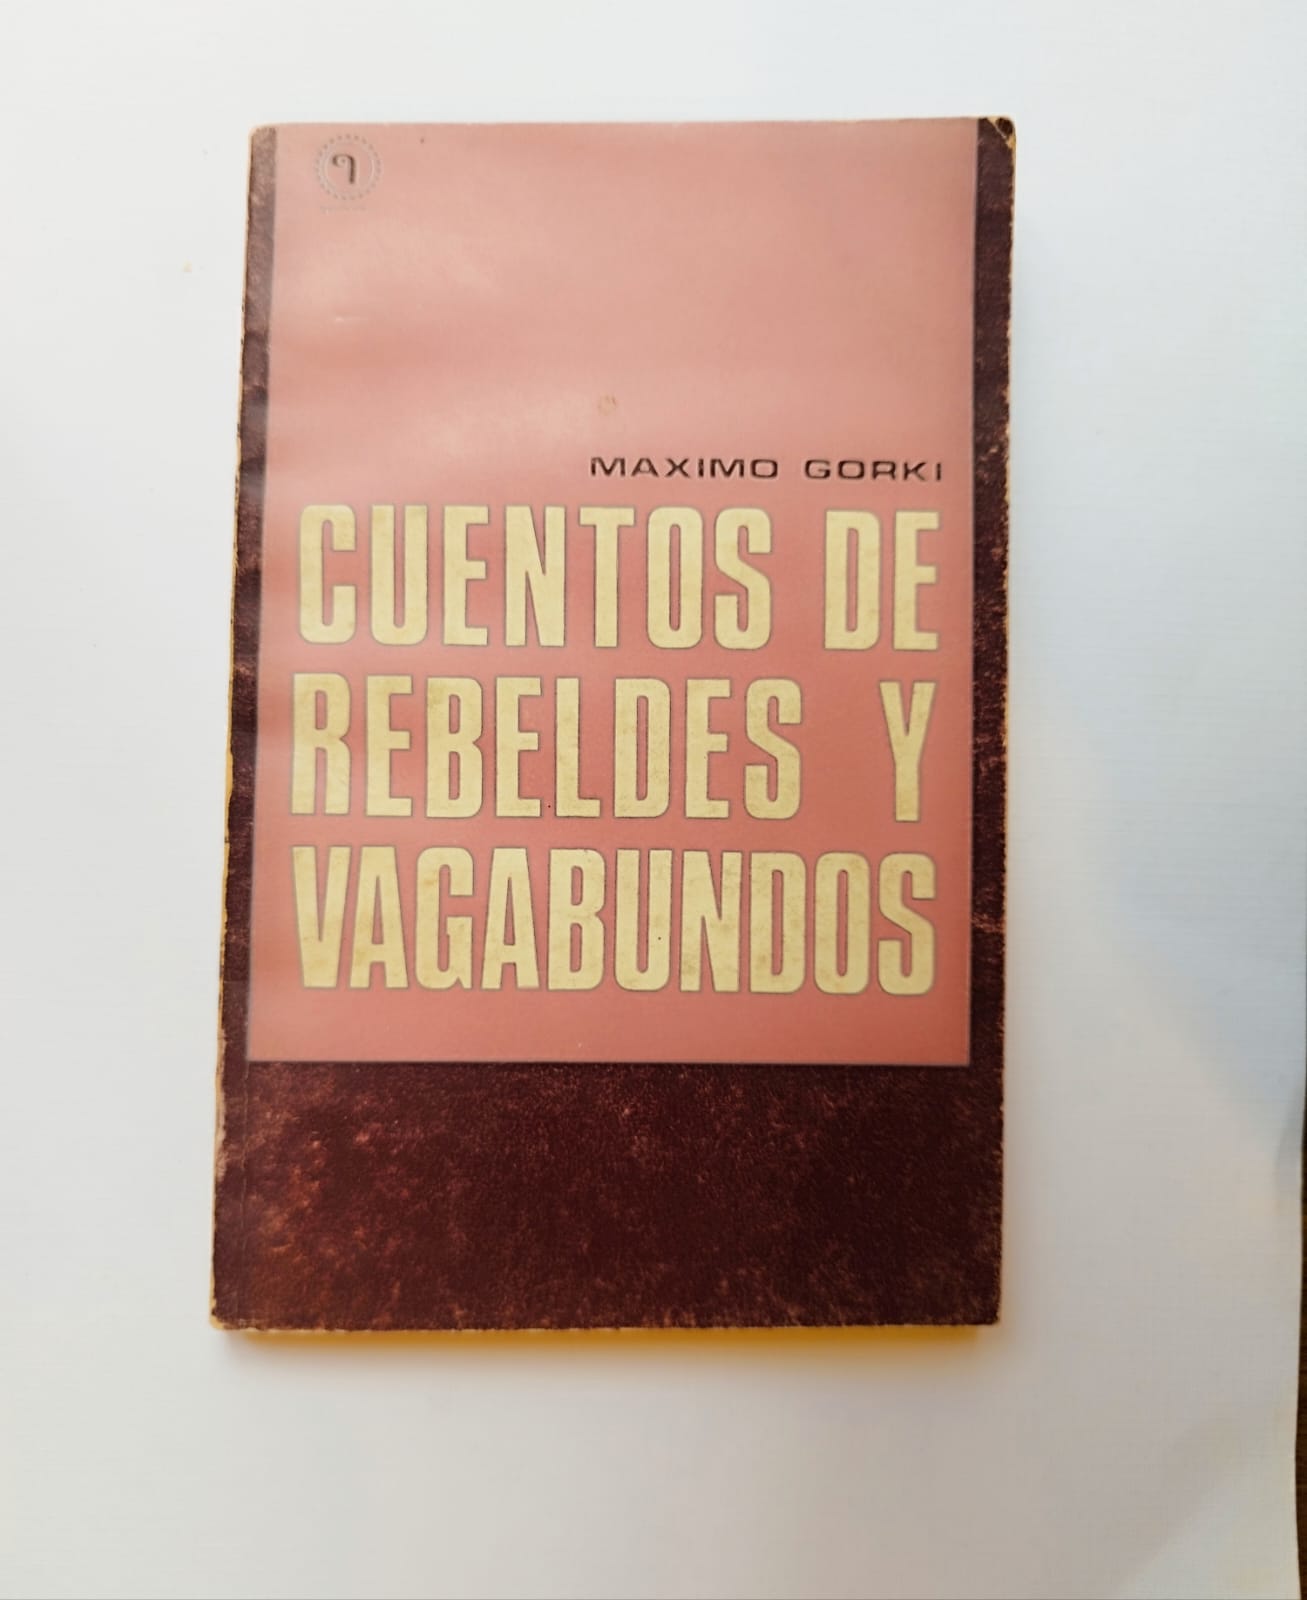 MAXIMO GORKI
CUENTOS DE
REBELDES Y
VAGABUNDOS